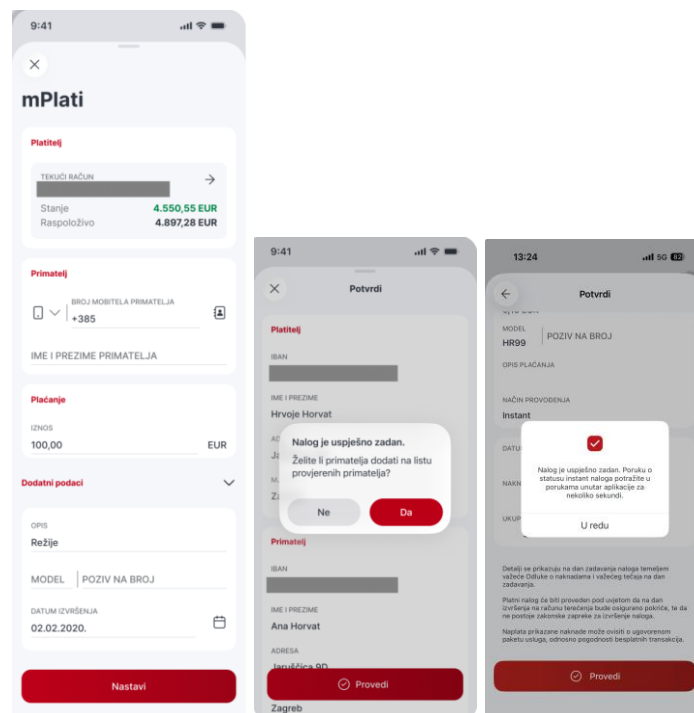 9:41
mPlati
Platitelj
TEKUĆI RAČUN
Stanje 4.550,55 EUR
Raspoloživo 4.897,28 EUR
Primatelj
BROJ MOBITELA PRIMATELJA
+385
IME I PREZIME PRIMATELJA
Plaćanje
IZNOS
100,00 EUR
Dodatni podaci
OPIS
Režije
MODEL POZIV NA BROJ
DATUM IZVRŠENJA
02.02.2020.
Nastavi
9:41
Potvrdi
Platitelj
IBAN
IME I PREZIME
Hrvoje Horvat
Nalog je uspješno zadan.
Želite li primatelja dodati na listu
provjerenih primatelja?
Ne Da
Primatelj
IBAN
IME I PREZIME
Ana Horvat
ADRESA
Jaruščica 9D
Provedi
Zagreb
13:24 5G 82
Potvrdi
MODEL
HR99 POZIV NA BROJ
OPIS PLAĆANJA
NAČIN PROVOĐENJA
Instant
DATU
Nalog je uspješno zadan. Poruku o
statusu instant naloga potražite u
porukama unutar aplikacije za
nekoliko sekundi.
NAKN
UKUP
U redu
Detalji se prikazuju na dan zadavanja naloga temeljem
važeće Odluke o naknadama i važećeg tečaja na dan
zadavanja.
Platni nalog će biti proveden pod uvjetom da na dan
izvršenja na računu terećenja bude osigurano pokriće, te da
ne postoje zakonske zapreke za izvršenje naloga.
Naplata prikazane naknade može ovisiti o ugovorenom
paketu usluga, odnosno pogodnosti besplatnih transakcija.
Provedi